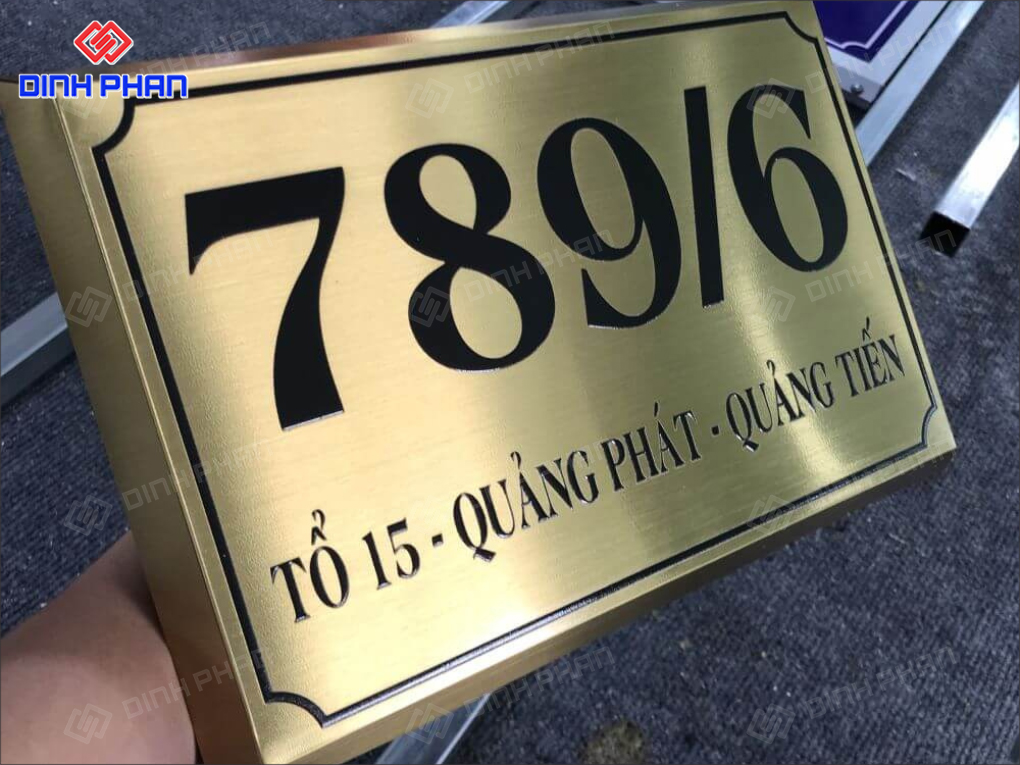 DINH PHAN
789/6
TỔ 15 - QUẢNG PHÁT - QUẢNG TIẾN